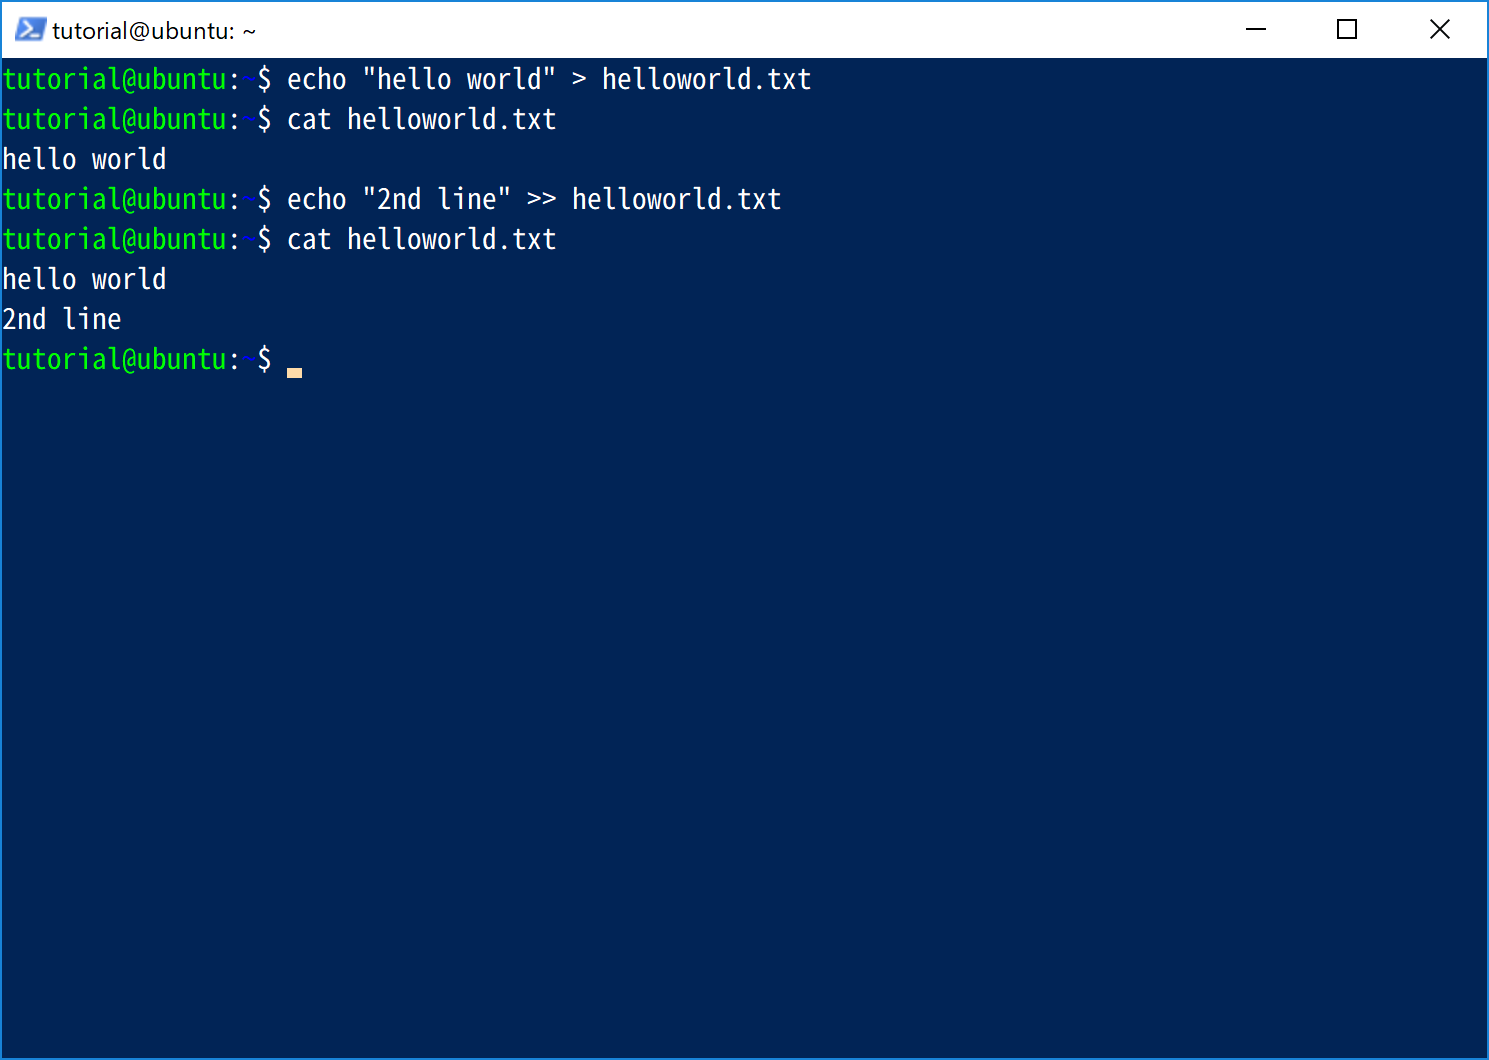 tutorial@ubuntu: ~
tutorial@ubuntu:~$ echo "hello world" > helloworld.txt
tutorial@ubuntu:~$ cat helloworld.txt
hello world
tutorial@ubuntu:~$ echo "2nd line" >> helloworld.txt
tutorial@ubuntu:~$ cat helloworld.txt
hello world
2nd line
tutorial@ubuntu:~$